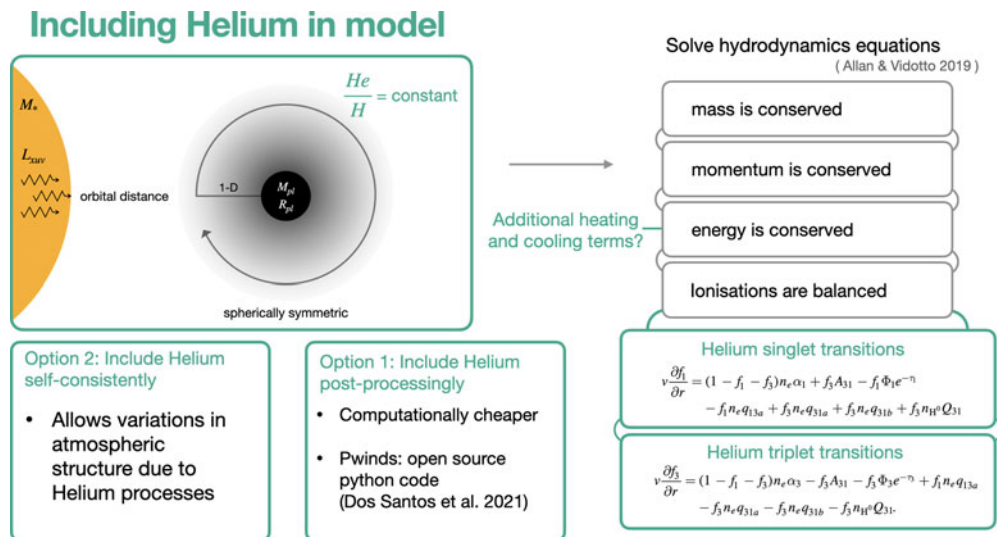 Including Helium in model
M*
Lxuv
orbital distance
1-D
Mpl
Rpl
He/H = constant
spherically symmetric
Solve hydrodynamics equations
( Allan & Vidotto 2019 )
mass is conserved
momentum is conserved
Additional heating
and cooling terms?
energy is conserved
Ionisations are balanced
Option 2: Include Helium
self-consistently
• Allows variations in
atmospheric
structure due to
Helium processes
Option 1: Include Helium
post-processingly
• Computationally cheaper
• Pwinds: open source
python code
(Dos Santos et al. 2021)
Helium singlet transitions
v ∂f₁/∂r = (1 − f₁ − f₃)nₑα₁ + f₃A₃₁ − f₁Φ₁e^(−τ₁)
− f₁nₑq₁₃ₐ + f₃nₑq₃₁ₐ + f₃nₑq₃₁b + f₃n_H⁰Q₃₁
Helium triplet transitions
v ∂f₃/∂r = (1 − f₁ − f₃)nₑα₃ − f₃A₃₁ − f₃Φ₃e^(−τ₃) + f₁nₑq₁₃ₐ
− f₃nₑq₃₁ₐ − f₃nₑq₃₁b − f₃n_H⁰Q₃₁.